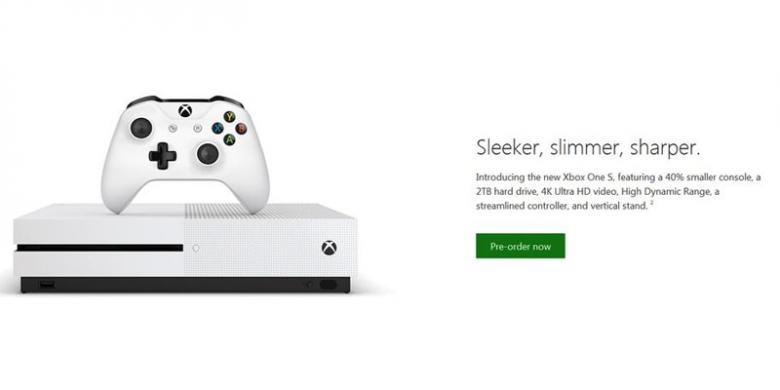 Y
X B
A
Sleeker, slimmer, sharper.
Introducing the new Xbox One S, featuring a 40% smaller console, a
2TB hard drive, 4K Ultra HD video, High Dynamic Range, a
streamlined controller, and vertical stand. 2
Pre-order now